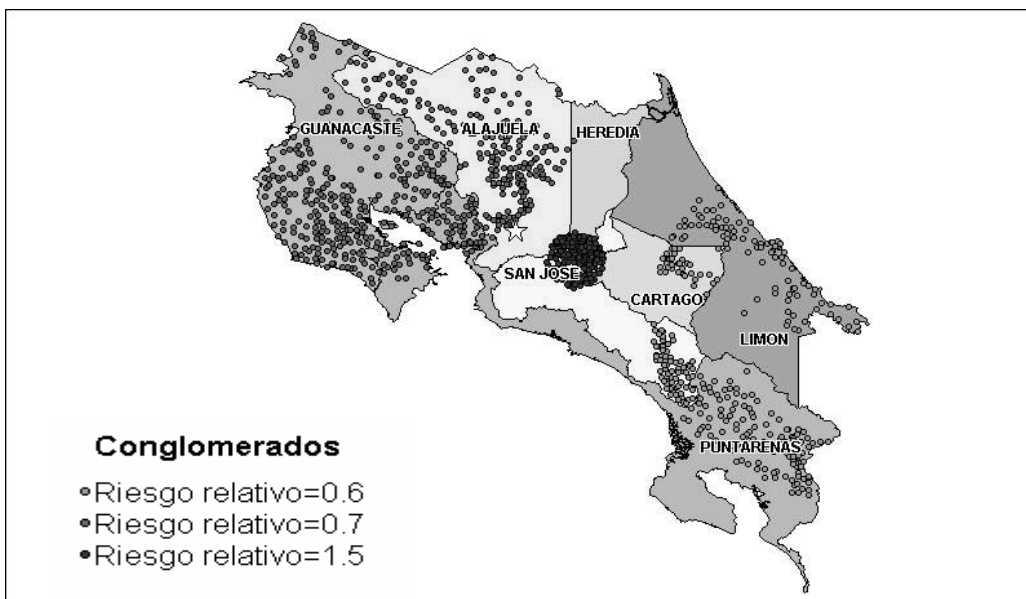 GUANACASTE
ALAJUELA
HEREDIA
SAN JOSE
CARTAGO
LIMON
PUNTARENAS
Conglomerados
Riesgo relativo=0.6
Riesgo relativo=0.7
Riesgo relativo=1.5